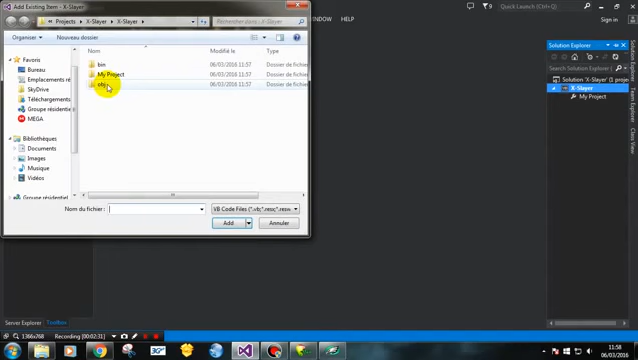 Add Existing Item - X-Slayer
Projects
X-Slayer
X-Slayer
Rechercher dans : X-Slayer
WINDOW
HELP
Sign in
Organiser
Nouveau dossier
Nom
Modifié le
Type
Favoris
Bureau
Emplacements ré
SkyDrive
Téléchargements
Groupe résidentiel
MEGA
bin
06/03/2016 11:57
Dossier de fichie
My Project
06/03/2016 11:57
Dossier de fichie
obj
06/03/2016 11:57
Dossier de fichie
Bibliothèques
Documents
Images
Musique
Vidéos
Groupe résidentiel
Nom du fichier :
VB Code Files (*.vb;*.resx;*.resw
Add
Annuler
Solution Explorer
Solution 'X-Slayer' (1 projec
X-Slayer
My Project
Solution Explorer
Team Explorer
Class View
Server Explorer
Toolbox
1366x768
Recording [00:02:31]
11:58
06/03/2016